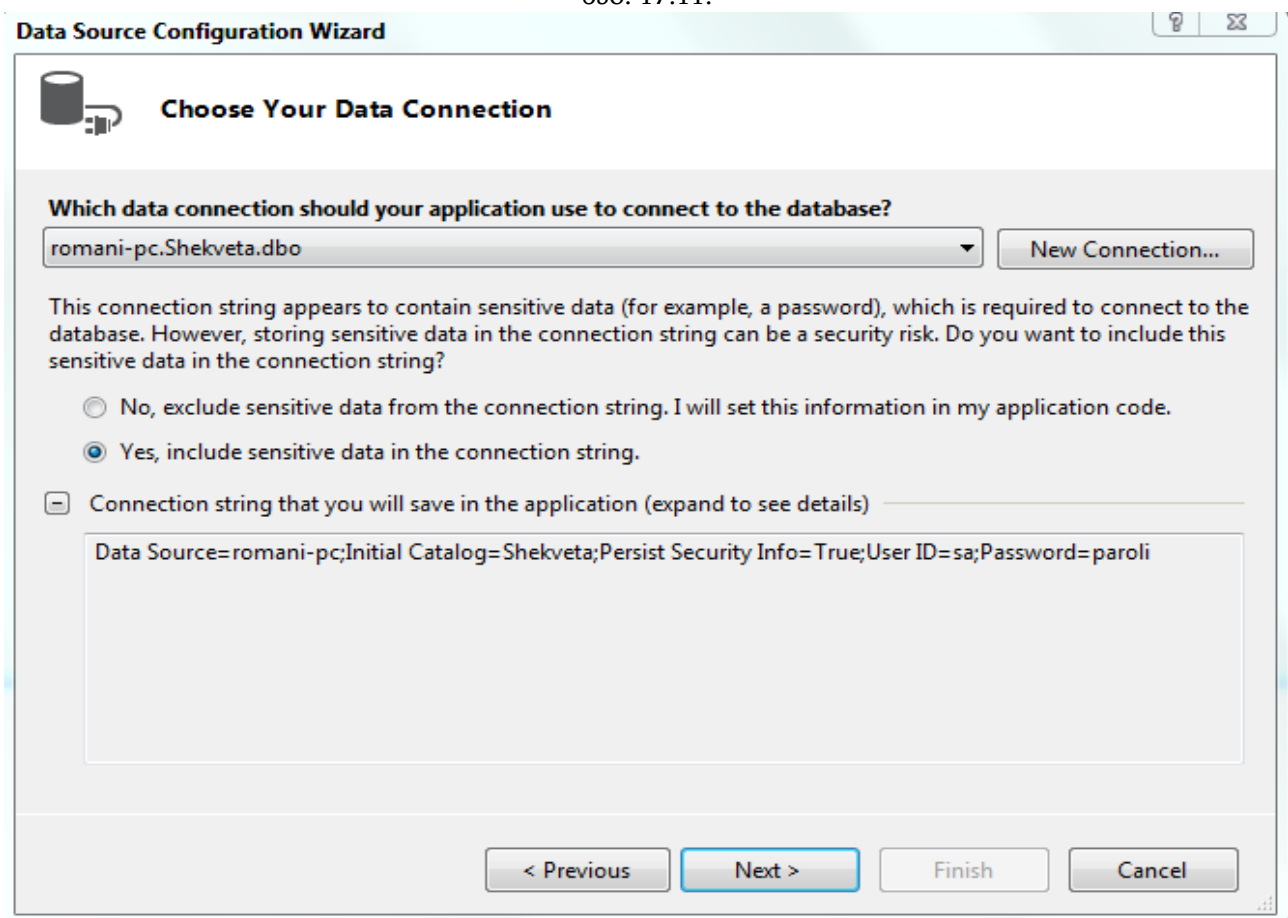 ნახ. 17.11.
Data Source Configuration Wizard
Choose Your Data Connection
Which data connection should your application use to connect to the database?
romani-pc.Shekveta.dbo
New Connection...
This connection string appears to contain sensitive data (for example, a password), which is required to connect to the
database. However, storing sensitive data in the connection string can be a security risk. Do you want to include this
sensitive data in the connection string?
No, exclude sensitive data from the connection string. I will set this information in my application code.
Yes, include sensitive data in the connection string.
Connection string that you will save in the application (expand to see details)
Data Source=romani-pc;Initial Catalog=Shekveta;Persist Security Info=True;User ID=sa;Password=paroli
< Previous
Next >
Finish
Cancel